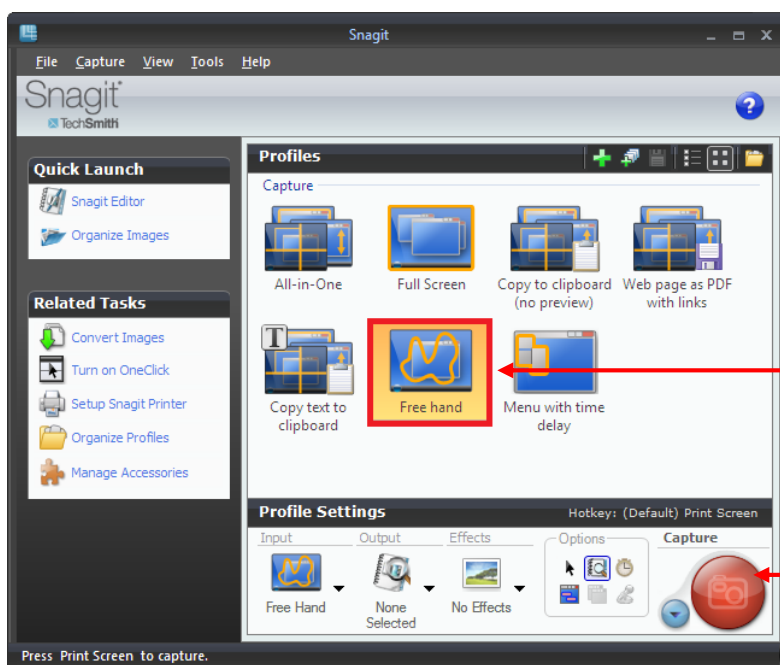 Snagit
File Capture View Tools Help
Snagit
TechSmith
?
Quick Launch
Snagit Editor
Organize Images
Related Tasks
Convert Images
Turn on OneClick
Setup Snagit Printer
Organize Profiles
Manage Accessories
Profiles
Capture
All-in-One
Full Screen
Copy to clipboard
(no preview)
Web page as PDF
with links
T
Copy text to
clipboard
Free hand
Menu with time
delay
Profile Settings
Hotkey: (Default) Print Screen
Input
Output
Effects
Options
Capture
Free Hand
None
Selected
No Effects
Press Print Screen to capture.